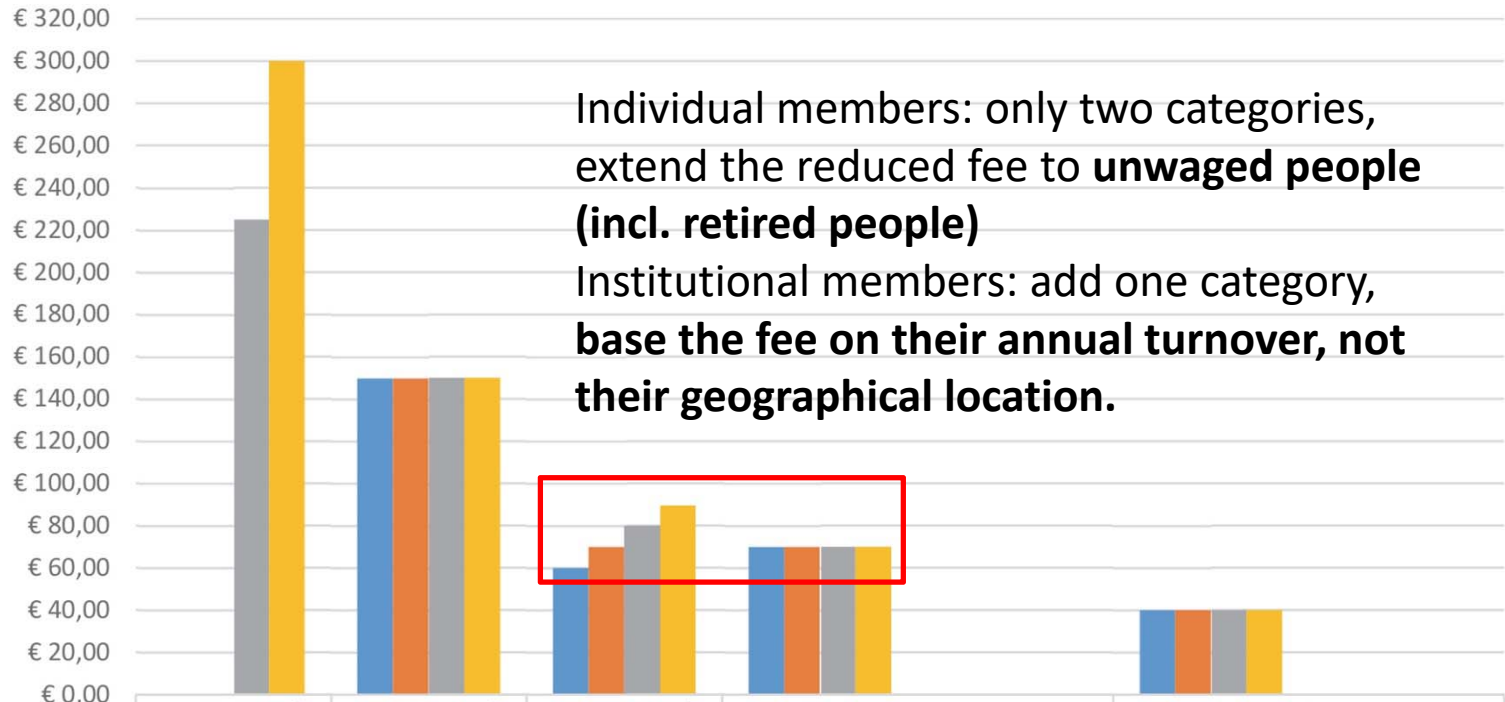 € 320,00
€ 300,00
€ 280,00
€ 260,00
€ 240,00
€ 220,00
€ 200,00
€ 180,00
€ 160,00
€ 140,00
€ 120,00
€ 100,00
€ 80,00
€ 60,00
€ 40,00
€ 20,00
€ 0,00
Individual members: only two categories,
extend the reduced fee to unwaged people
(incl. retired people)
Institutional members: add one category,
base the fee on their annual turnover, not
their geographical location.